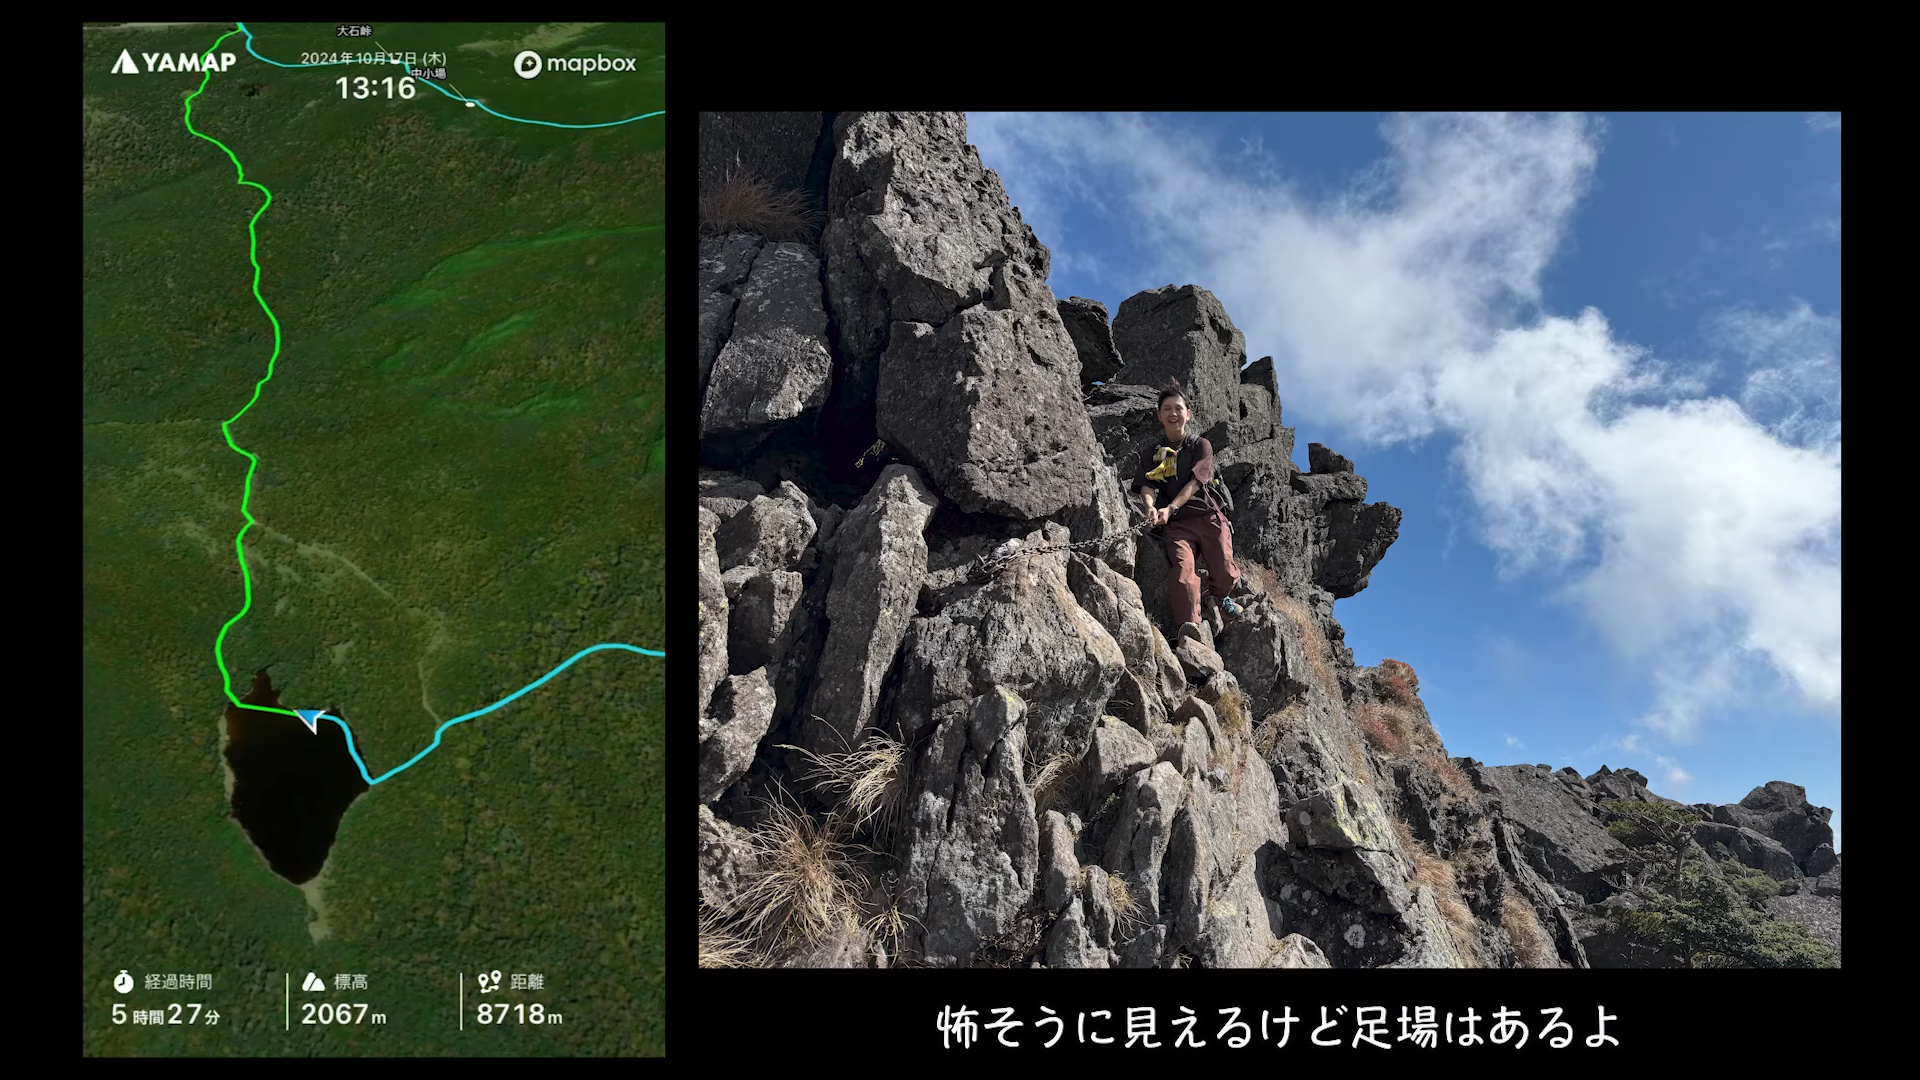 大石峠
YAMAP
2024年10月17日 (木)
mapbox
中小場
13:16
経過時間
標高
距離
5時間27分
2067m
8718m
怖そうに見えるけど足場はあるよ